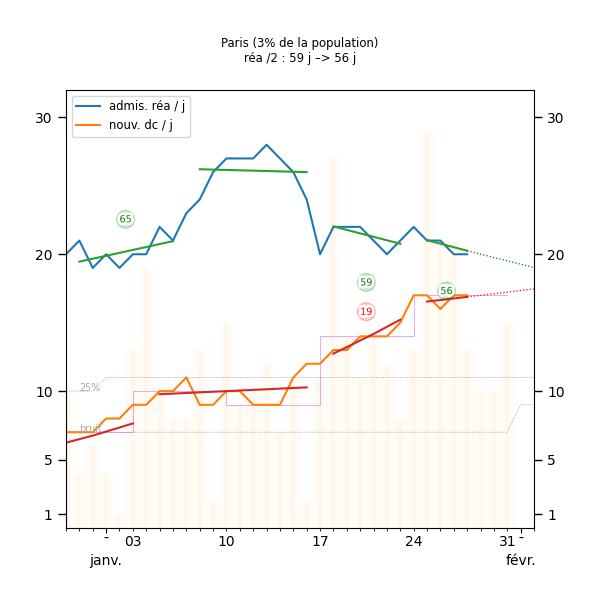 Paris (3% de la population)
réa /2 : 59 j –> 56 j
admis. réa / j
nouv. dc / j
30
30
65
20
20
59
56
19
25%
10
10
bruit
5
5
1
1
03
10
17
24
31
janv.
févr.